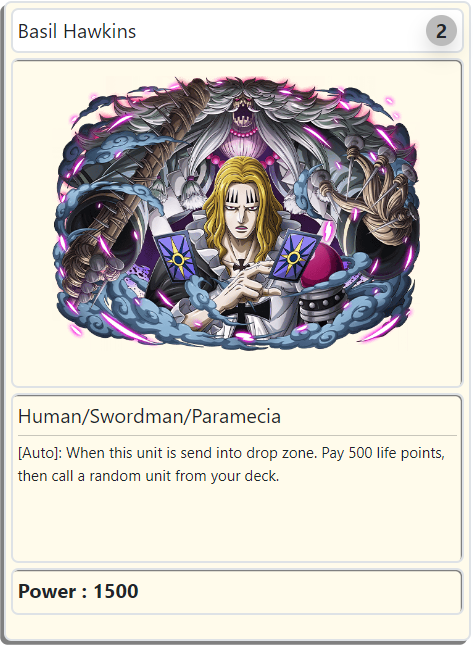 Basil Hawkins
2
Human/Swordman/Paramecia
[Auto]: When this unit is send into drop zone. Pay 500 life points,
then call a random unit from your deck.
Power : 1500